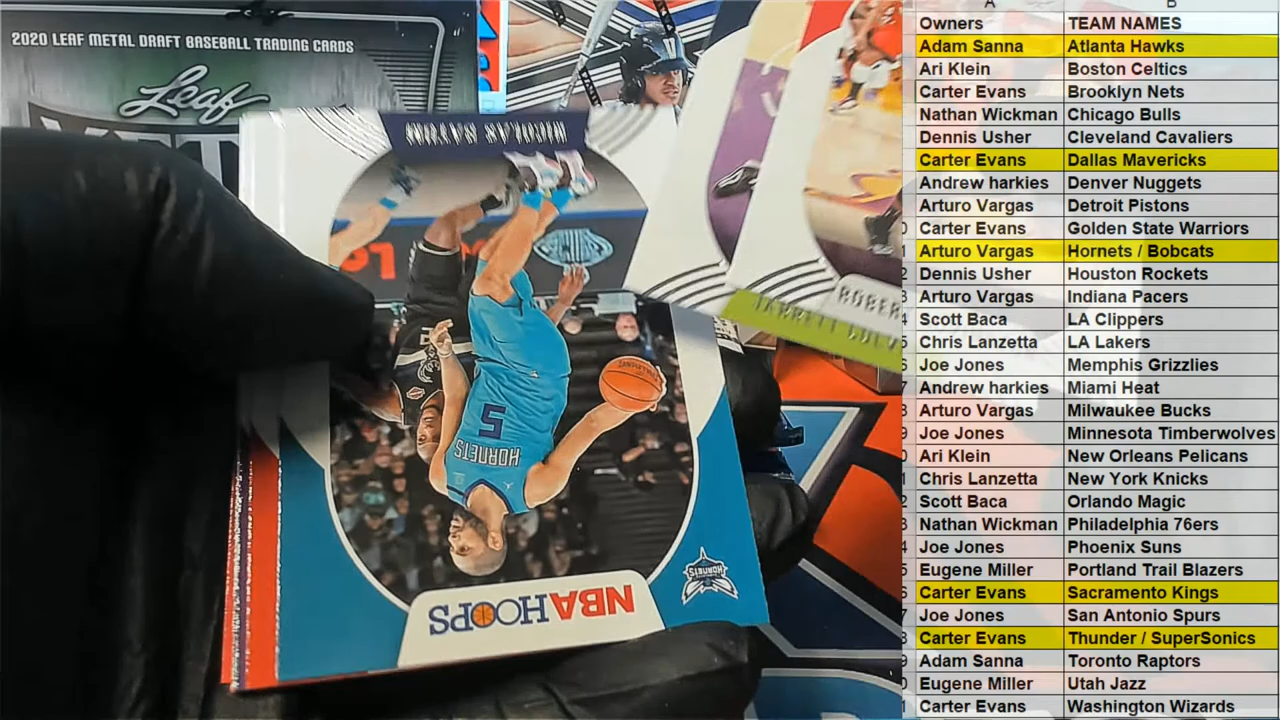 2020 LEAF METAL DRAFT BASEBALL TRADING CARDS
Leaf
NICOLAS BATUM
HORNETS
5
NBA HOOPS
HORNETS
ROBER
JARRETT CULV
A B
Owners TEAM NAMES
Adam Sanna Atlanta Hawks
Ari Klein Boston Celtics
Carter Evans Brooklyn Nets
Nathan Wickman Chicago Bulls
Dennis Usher Cleveland Cavaliers
Carter Evans Dallas Mavericks
Andrew harkies Denver Nuggets
Arturo Vargas Detroit Pistons
Carter Evans Golden State Warriors
Arturo Vargas Hornets / Bobcats
Dennis Usher Houston Rockets
Arturo Vargas Indiana Pacers
Scott Baca LA Clippers
Chris Lanzetta LA Lakers
Joe Jones Memphis Grizzlies
Andrew harkies Miami Heat
Arturo Vargas Milwaukee Bucks
Joe Jones Minnesota Timberwolves
Ari Klein New Orleans Pelicans
Chris Lanzetta New York Knicks
Scott Baca Orlando Magic
Nathan Wickman Philadelphia 76ers
Joe Jones Phoenix Suns
Eugene Miller Portland Trail Blazers
Carter Evans Sacramento Kings
Joe Jones San Antonio Spurs
Carter Evans Thunder / SuperSonics
Adam Sanna Toronto Raptors
Eugene Miller Utah Jazz
Carter Evans Washington Wizards